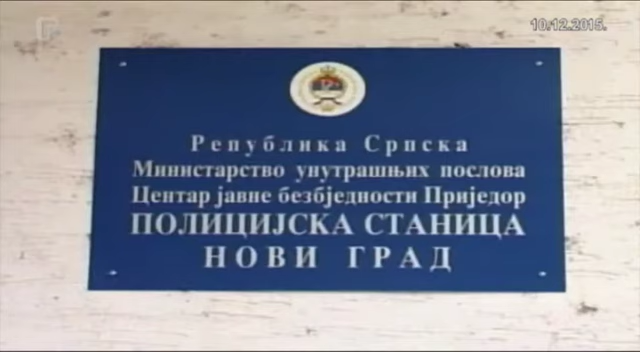 10.12.2015.
Република Српска
Министарство унутрашњих послова
Центар јавне безбједности Приједор
ПОЛИЦИЈСКА СТАНИЦА
НОВИ ГРАД